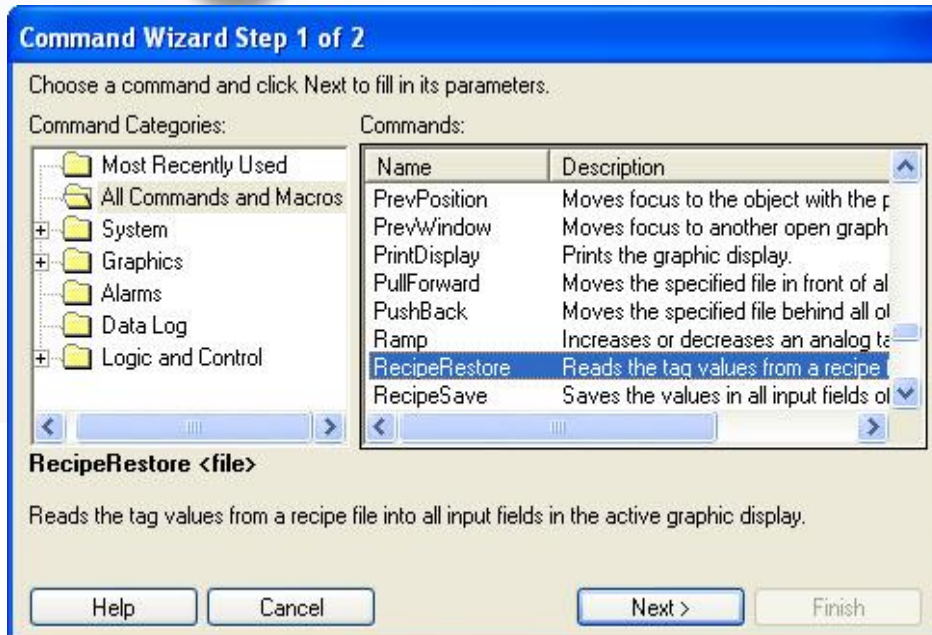 Command Wizard Step 1 of 2
Choose a command and click Next to fill in its parameters.
Command Categories:
Commands:
Most Recently Used
All Commands and Macros
System
Graphics
Alarms
Data Log
Logic and Control
Name Description
PrevPosition Moves focus to the object with the
PrevWindow Moves focus to another open graph
PrintDisplay Prints the graphic display.
PullForward Moves the specified file in front of al
PushBack Moves the specified file behind all
Ramp Increases or decreases an analog ta
RecipeRestore Reads the tag values from a recipe
RecipeSave Saves the values in all input fields
RecipeRestore <file>
Reads the tag values from a recipe file into all input fields in the active graphic display.
Help Cancel Next > Finish